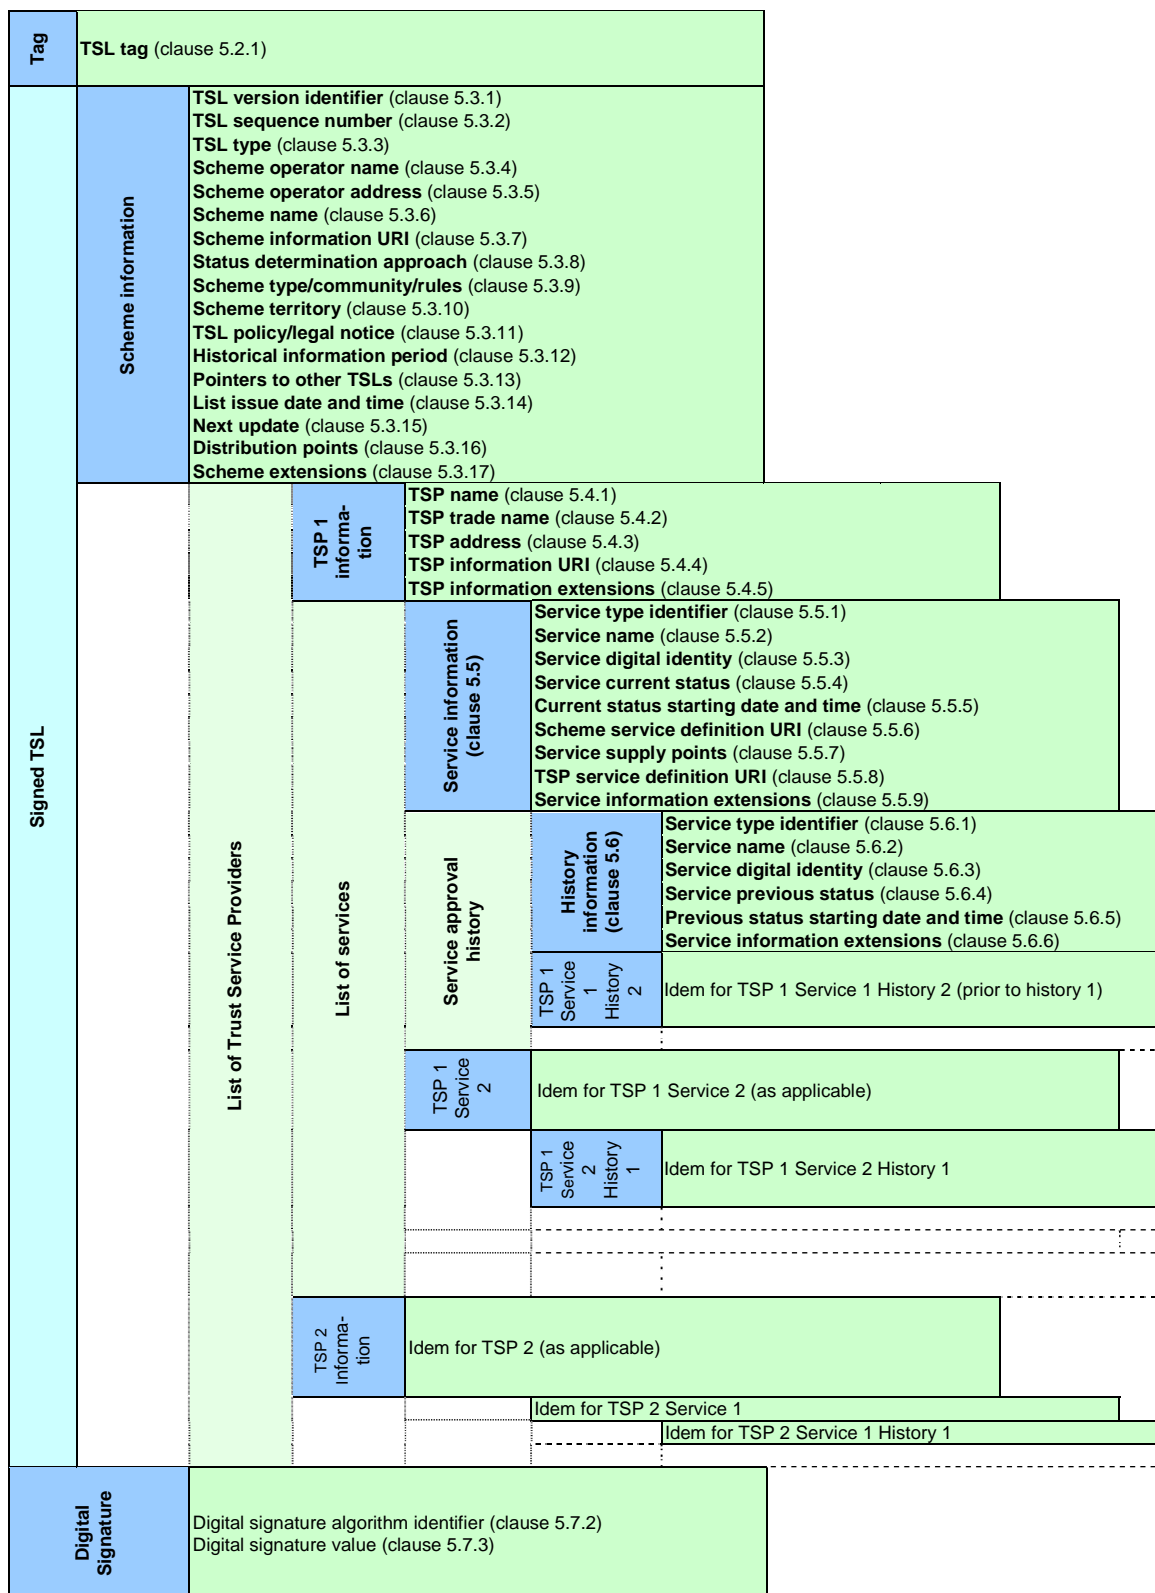 Tag
TSL tag (clause 5.2.1)
Signed TSL
Scheme information
TSL version identifier (clause 5.3.1)
TSL sequence number (clause 5.3.2)
TSL type (clause 5.3.3)
Scheme operator name (clause 5.3.4)
Scheme operator address (clause 5.3.5)
Scheme name (clause 5.3.6)
Scheme information URI (clause 5.3.7)
Status determination approach (clause 5.3.8)
Scheme type/community/rules (clause 5.3.9)
Scheme territory (clause 5.3.10)
TSL policy/legal notice (clause 5.3.11)
Historical information period (clause 5.3.12)
Pointers to other TSLs (clause 5.3.13)
List issue date and time (clause 5.3.14)
Next update (clause 5.3.15)
Distribution points (clause 5.3.16)
Scheme extensions (clause 5.3.17)
List of Trust Service Providers
TSP 1
informa-
tion
TSP name (clause 5.4.1)
TSP trade name (clause 5.4.2)
TSP address (clause 5.4.3)
TSP information URI (clause 5.4.4)
TSP information extensions (clause 5.4.5)
List of services
Service information
(clause 5.5)
Service type identifier (clause 5.5.1)
Service name (clause 5.5.2)
Service digital identity (clause 5.5.3)
Service current status (clause 5.5.4)
Current status starting date and time (clause 5.5.5)
Scheme service definition URI (clause 5.5.6)
Service supply points (clause 5.5.7)
TSP service definition URI (clause 5.5.8)
Service information extensions (clause 5.5.9)
Service approval
history
History
information
(clause 5.6)
Service type identifier (clause 5.6.1)
Service name (clause 5.6.2)
Service digital identity (clause 5.6.3)
Service previous status (clause 5.6.4)
Previous status starting date and time (clause 5.6.5)
Service information extensions (clause 5.6.6)
TSP 1
Service
1
History
2
Idem for TSP 1 Service 1 History 2 (prior to history 1)
TSP 1
Service
2
Idem for TSP 1 Service 2 (as applicable)
TSP 1
Service
2
History
1
Idem for TSP 1 Service 2 History 1
TSP 2
Informa-
tion
Idem for TSP 2 (as applicable)
Idem for TSP 2 Service 1
Idem for TSP 2 Service 1 History 1
Digital
Signature
Digital signature algorithm identifier (clause 5.7.2)
Digital signature value (clause 5.7.3)